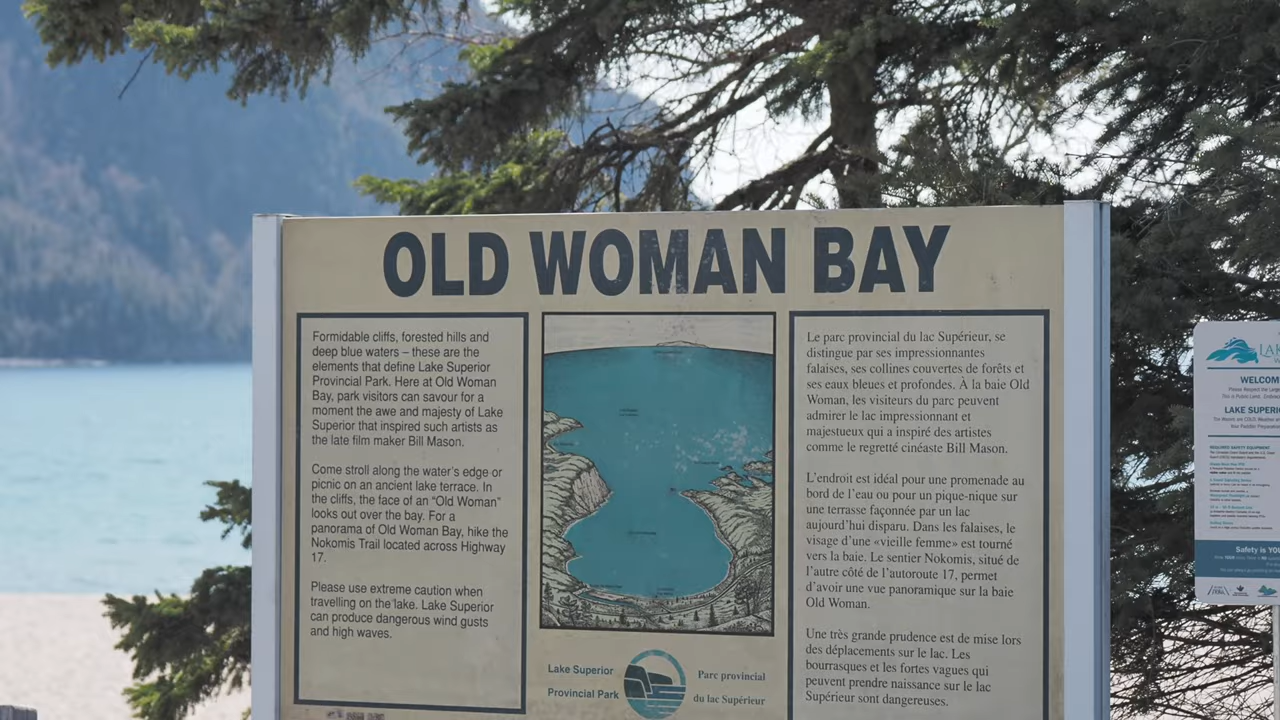 OLD WOMAN BAY
Formidable cliffs, forested hills and
deep blue waters – these are the
elements that define Lake Superior
Provincial Park. Here at Old Woman
Bay, park visitors can savour for a
moment the awe and majesty of Lake
Superior that inspired such artists as
the late film maker Bill Mason.
Come stroll along the water's edge or
picnic on an ancient lake terrace. In
the cliffs, the face of an "Old Woman"
looks out over the bay. For a
panorama of Old Woman Bay, hike the
Nokomis Trail located across Highway
17.
Please use extreme caution when
travelling on the lake. Lake Superior
can produce dangerous wind gusts
and high waves.
Lake Superior
Provincial Park
Parc provincial
du lac Supérieur
Le parc provincial du lac Supérieur, se
distingue par ses impressionnantes
falaises, ses collines couvertes de forêts et
ses eaux bleues et profondes. À la baie Old
Woman, les visiteurs du parc peuvent
admirer le lac impressionnant et
majestueux qui a inspiré des artistes
comme le regretté cinéaste Bill Mason.
L'endroit est idéal pour une promenade au
bord de l'eau ou pour un pique-nique sur
une terrasse façonnée par un lac
aujourd'hui disparu. Dans les falaises, le
visage d'une «vieille femme» est tourné
vers la baie. Le sentier Nokomis, situé de
l'autre côté de l'autoroute 17, permet
d'avoir une vue panoramique sur la baie
Old Woman.
Une très grande prudence est de mise lors
des déplacements sur le lac. Les
bourrasques et les fortes vagues qui
peuvent prendre naissance sur le lac
Supérieur sont dangereuses.
WELCOM
LAKE SUPERI
Safety is YOU